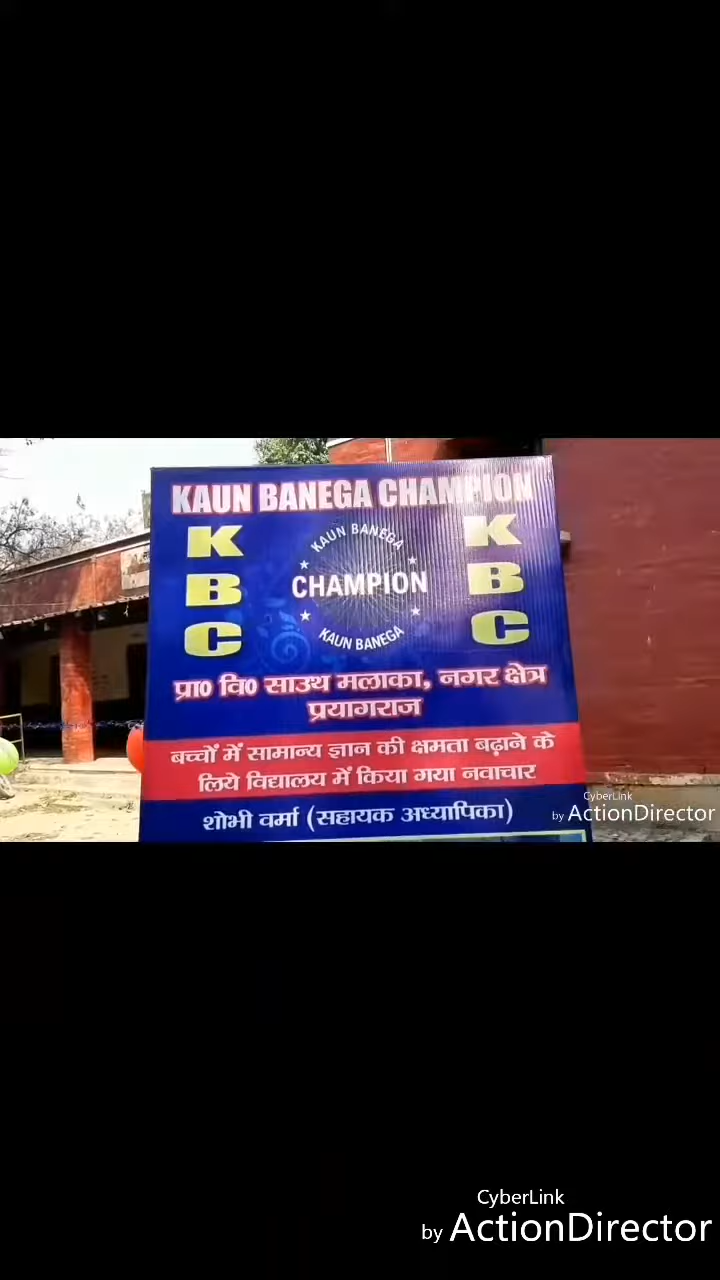 KAUN BANEGA CHAMPION
K
B
C
KAUN BANEGA
CHAMPION
KAUN BANEGA
K
B
C
प्रा० वि० साउथ मलाका, नगर क्षेत्र
प्रयागराज
बच्चों में सामान्य ज्ञान की क्षमता बढ़ाने के
लिये विद्यालय में किया गया नवाचार
शोभी वर्मा (सहायक अध्यापिका)
CyberLink
by ActionDirector
CyberLink
by ActionDirector